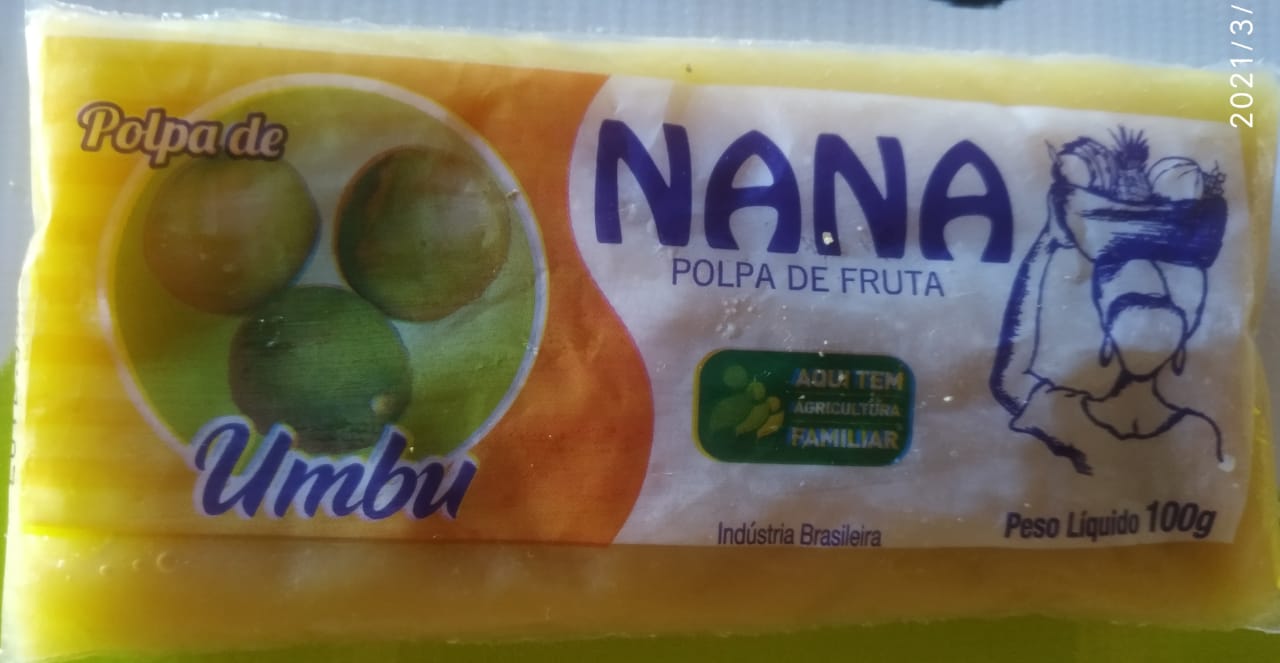 Polpa de
Umbu
NANA
POLPA DE FRUTA
AQUI TEM
AGRICULTURA
FAMILIAR
Indústria Brasileira
Peso Líquido 100g
2021/3/